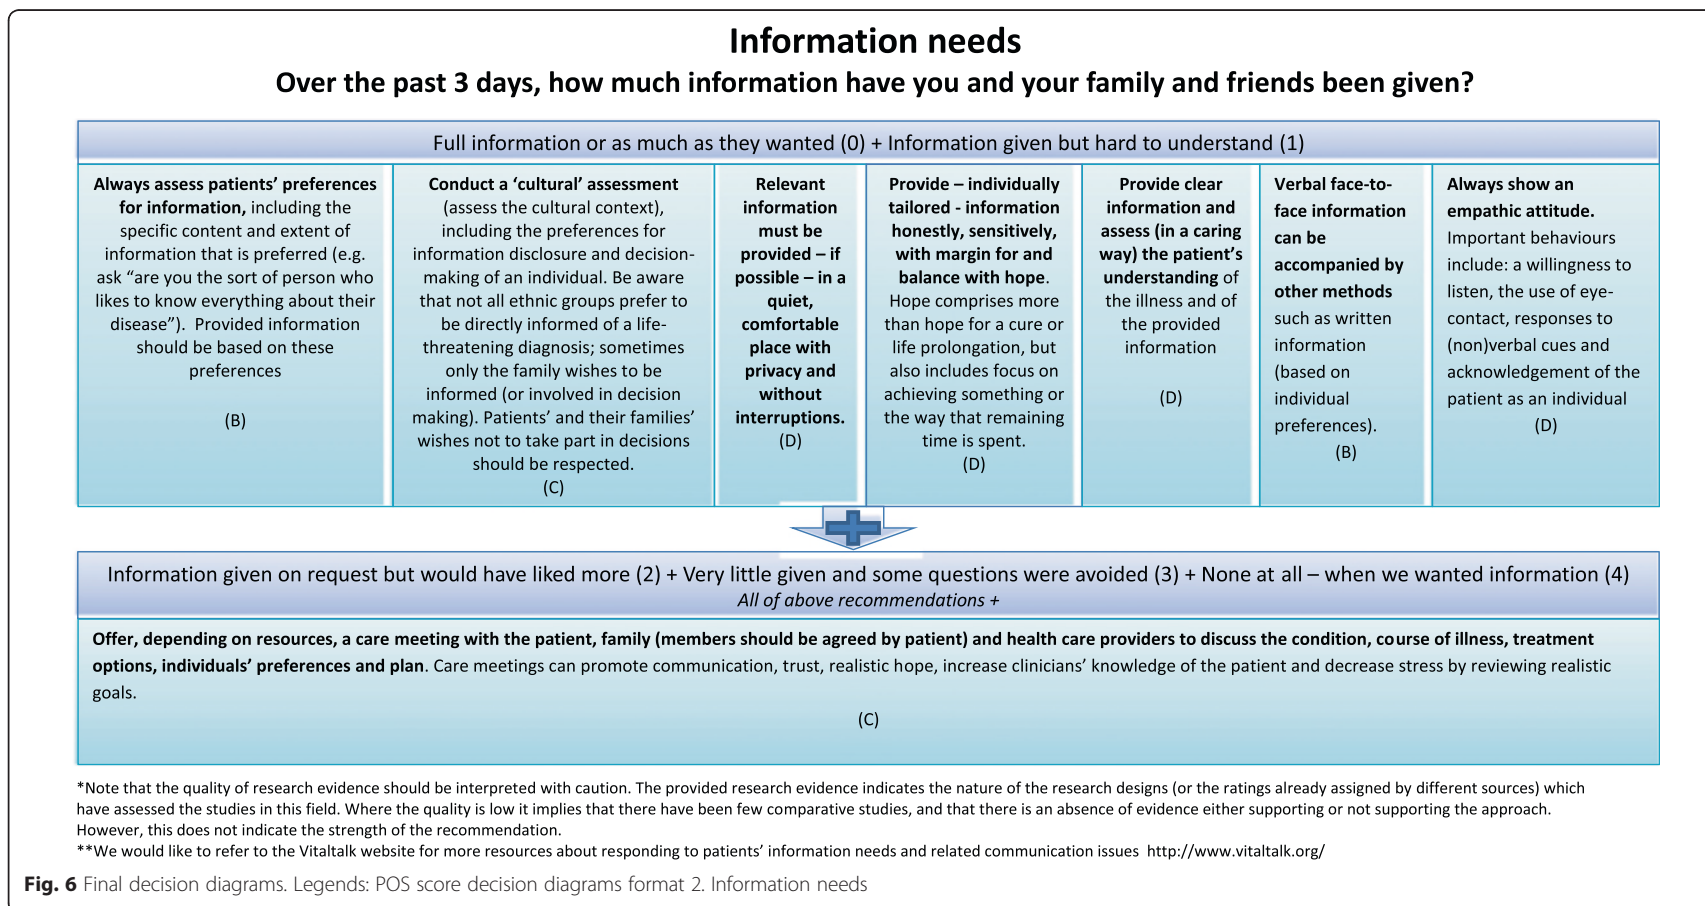 Information needs
Over the past 3 days, how much information have you and your family and friends been given?
Full information or as much as they wanted (0) + Information given but hard to understand (1)
Always assess patients’ preferences
for information, including the
specific content and extent of
information that is preferred (e.g.
ask “are you the sort of person who
likes to know everything about their
disease”).  Provided information
should be based on these
preferences
(B)
Conduct a ‘cultural’ assessment
(assess the cultural context),
including the preferences for
information disclosure and decision-
making of an individual. Be aware
that not all ethnic groups prefer to
be directly informed of a life-
threatening diagnosis; sometimes
only the family wishes to be
informed (or involved in decision
making). Patients’ and their families’
wishes not to take part in decisions
should be respected.
(C)
Relevant
information
must be
provided – if
possible – in a
quiet,
comfortable
place with
privacy and
without
interruptions.
(D)
Provide – individually
tailored - information
honestly, sensitively,
with margin for and
balance with hope.
Hope comprises more
than hope for a cure or
life prolongation, but
also includes focus on
achieving something or
the way that remaining
time is spent.
(D)
Provide clear
information and
assess (in a caring
way) the patient’s
understanding of
the illness and of
the provided
information
(D)
Verbal face-to-
face information
can be
accompanied by
other methods
such as written
information
(based on
individual
preferences).
(B)
Always show an
empathic attitude.
Important behaviours
include: a willingness to
listen, the use of eye-
contact, responses to
(non)verbal cues and
acknowledgement of the
patient as an individual
(D)
Information given on request but would have liked more (2) + Very little given and some questions were avoided (3) + None at all – when we wanted information (4)
All of above recommendations +
Offer, depending on resources, a care meeting with the patient, family (members should be agreed by patient) and health care providers to discuss the condition, course of illness, treatment
options, individuals’ preferences and plan. Care meetings can promote communication, trust, realistic hope, increase clinicians’ knowledge of the patient and decrease stress by reviewing realistic
goals.
(C)
*Note that the quality of research evidence should be interpreted with caution. The provided research evidence indicates the nature of the research designs (or the ratings already assigned by different sources) which
have assessed the studies in this field. Where the quality is low it implies that there have been few comparative studies, and that there is an absence of evidence either supporting or not supporting the approach.
However, this does not indicate the strength of the recommendation.
**We would like to refer to the Vitaltalk website for more resources about responding to patients’ information needs and related communication issues  http://www.vitaltalk.org/
Fig. 6 Final decision diagrams. Legends: POS score decision diagrams format 2. Information needs